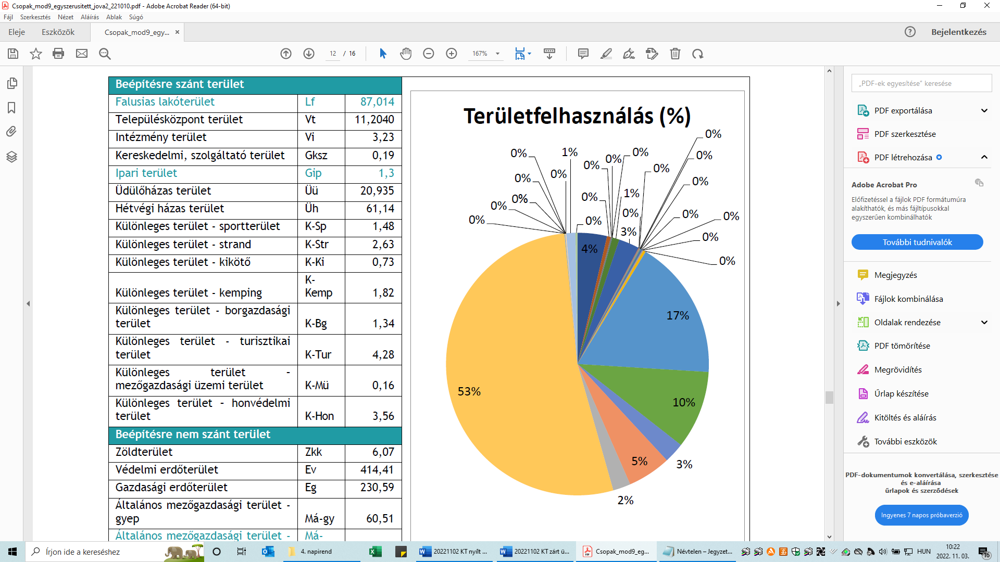 Csopak_mod9_egyszerusitett_jova2_221010.pdf - Adobe Acrobat Reader (64-bit)
Fájl Szerkesztés Nézet Aláírás Ablak Súgó
Eleje Eszközök Csopak_mod9_egy... × ? Bejelentkezés
12 / 16 167%
Beépítésre szánt terület
Falusias lakóterület Lf 87,014
Településközpont terület Vt 11,2040
Intézmény terület Vi 3,23
Kereskedelmi, szolgáltató terület Gksz 0,19
Ipari terület Gip 1,3
Üdülőházas terület Üü 20,935
Hétvégi házas terület Üh 61,14
Különleges terület - sportterület K-Sp 1,48
Különleges terület - strand K-Str 2,63
Különleges terület - kikötő K-Ki 0,73
K-
Különleges terület - kemping Kemp 1,82
Különleges terület - borgazdasági
terület K-Bg 1,34
Különleges terület - turisztikai
terület K-Tur 4,28
Különleges terület -
mezőgazdasági üzemi terület K-Mü 0,16
Különleges terület - honvédelmi
terület K-Hon 3,56
Beépítésre nem szánt terület
Zöldterület Zkk 6,07
Védelmi erdőterület Ev 414,41
Gazdasági erdőterület Eg 230,59
Általános mezőgazdasági terület -
gyep Má-gy 60,51
Általános mezőgazdasági terület - Má-
Területfelhasználás (%)
0%
0% 1% 0% 0%
0% 0% 0%
0% 0% 0%
0% 0% 0% 1%
0% 0% 0% 0%
0% 0% 3% 0%
4% 0%
17%
53%
10%
5% 3%
2%
„PDF-ek egyesítése” keresése
PDF exportálása
PDF szerkesztése
PDF létrehozása
Adobe Acrobat Pro
Előfizetéssel a fájlok PDF formátumúra
alakíthatók, és más fájltípusokkal
egyszerűen kombinálhatók
További tudnivalók
Megjegyzés
Fájlok kombinálása
Oldalak rendezése
PDF tömörítése
Megrövidítés
Űrlap készítése
Kitöltés és aláírás
További eszközök
PDF-dokumentumok konvertálása, szerkesztése
és e-aláírása
űrlapok és szerződések
Ingyenes 7 napos próbaverzió
Írjon ide a kereséshez
4. napirend
20221102 KT nyílt ...
20221102 KT zárt ü...
Csopak_mod9_eg...
Névtelen – Jegyzet...
HUN
10:22
2022. 11. 03.
16